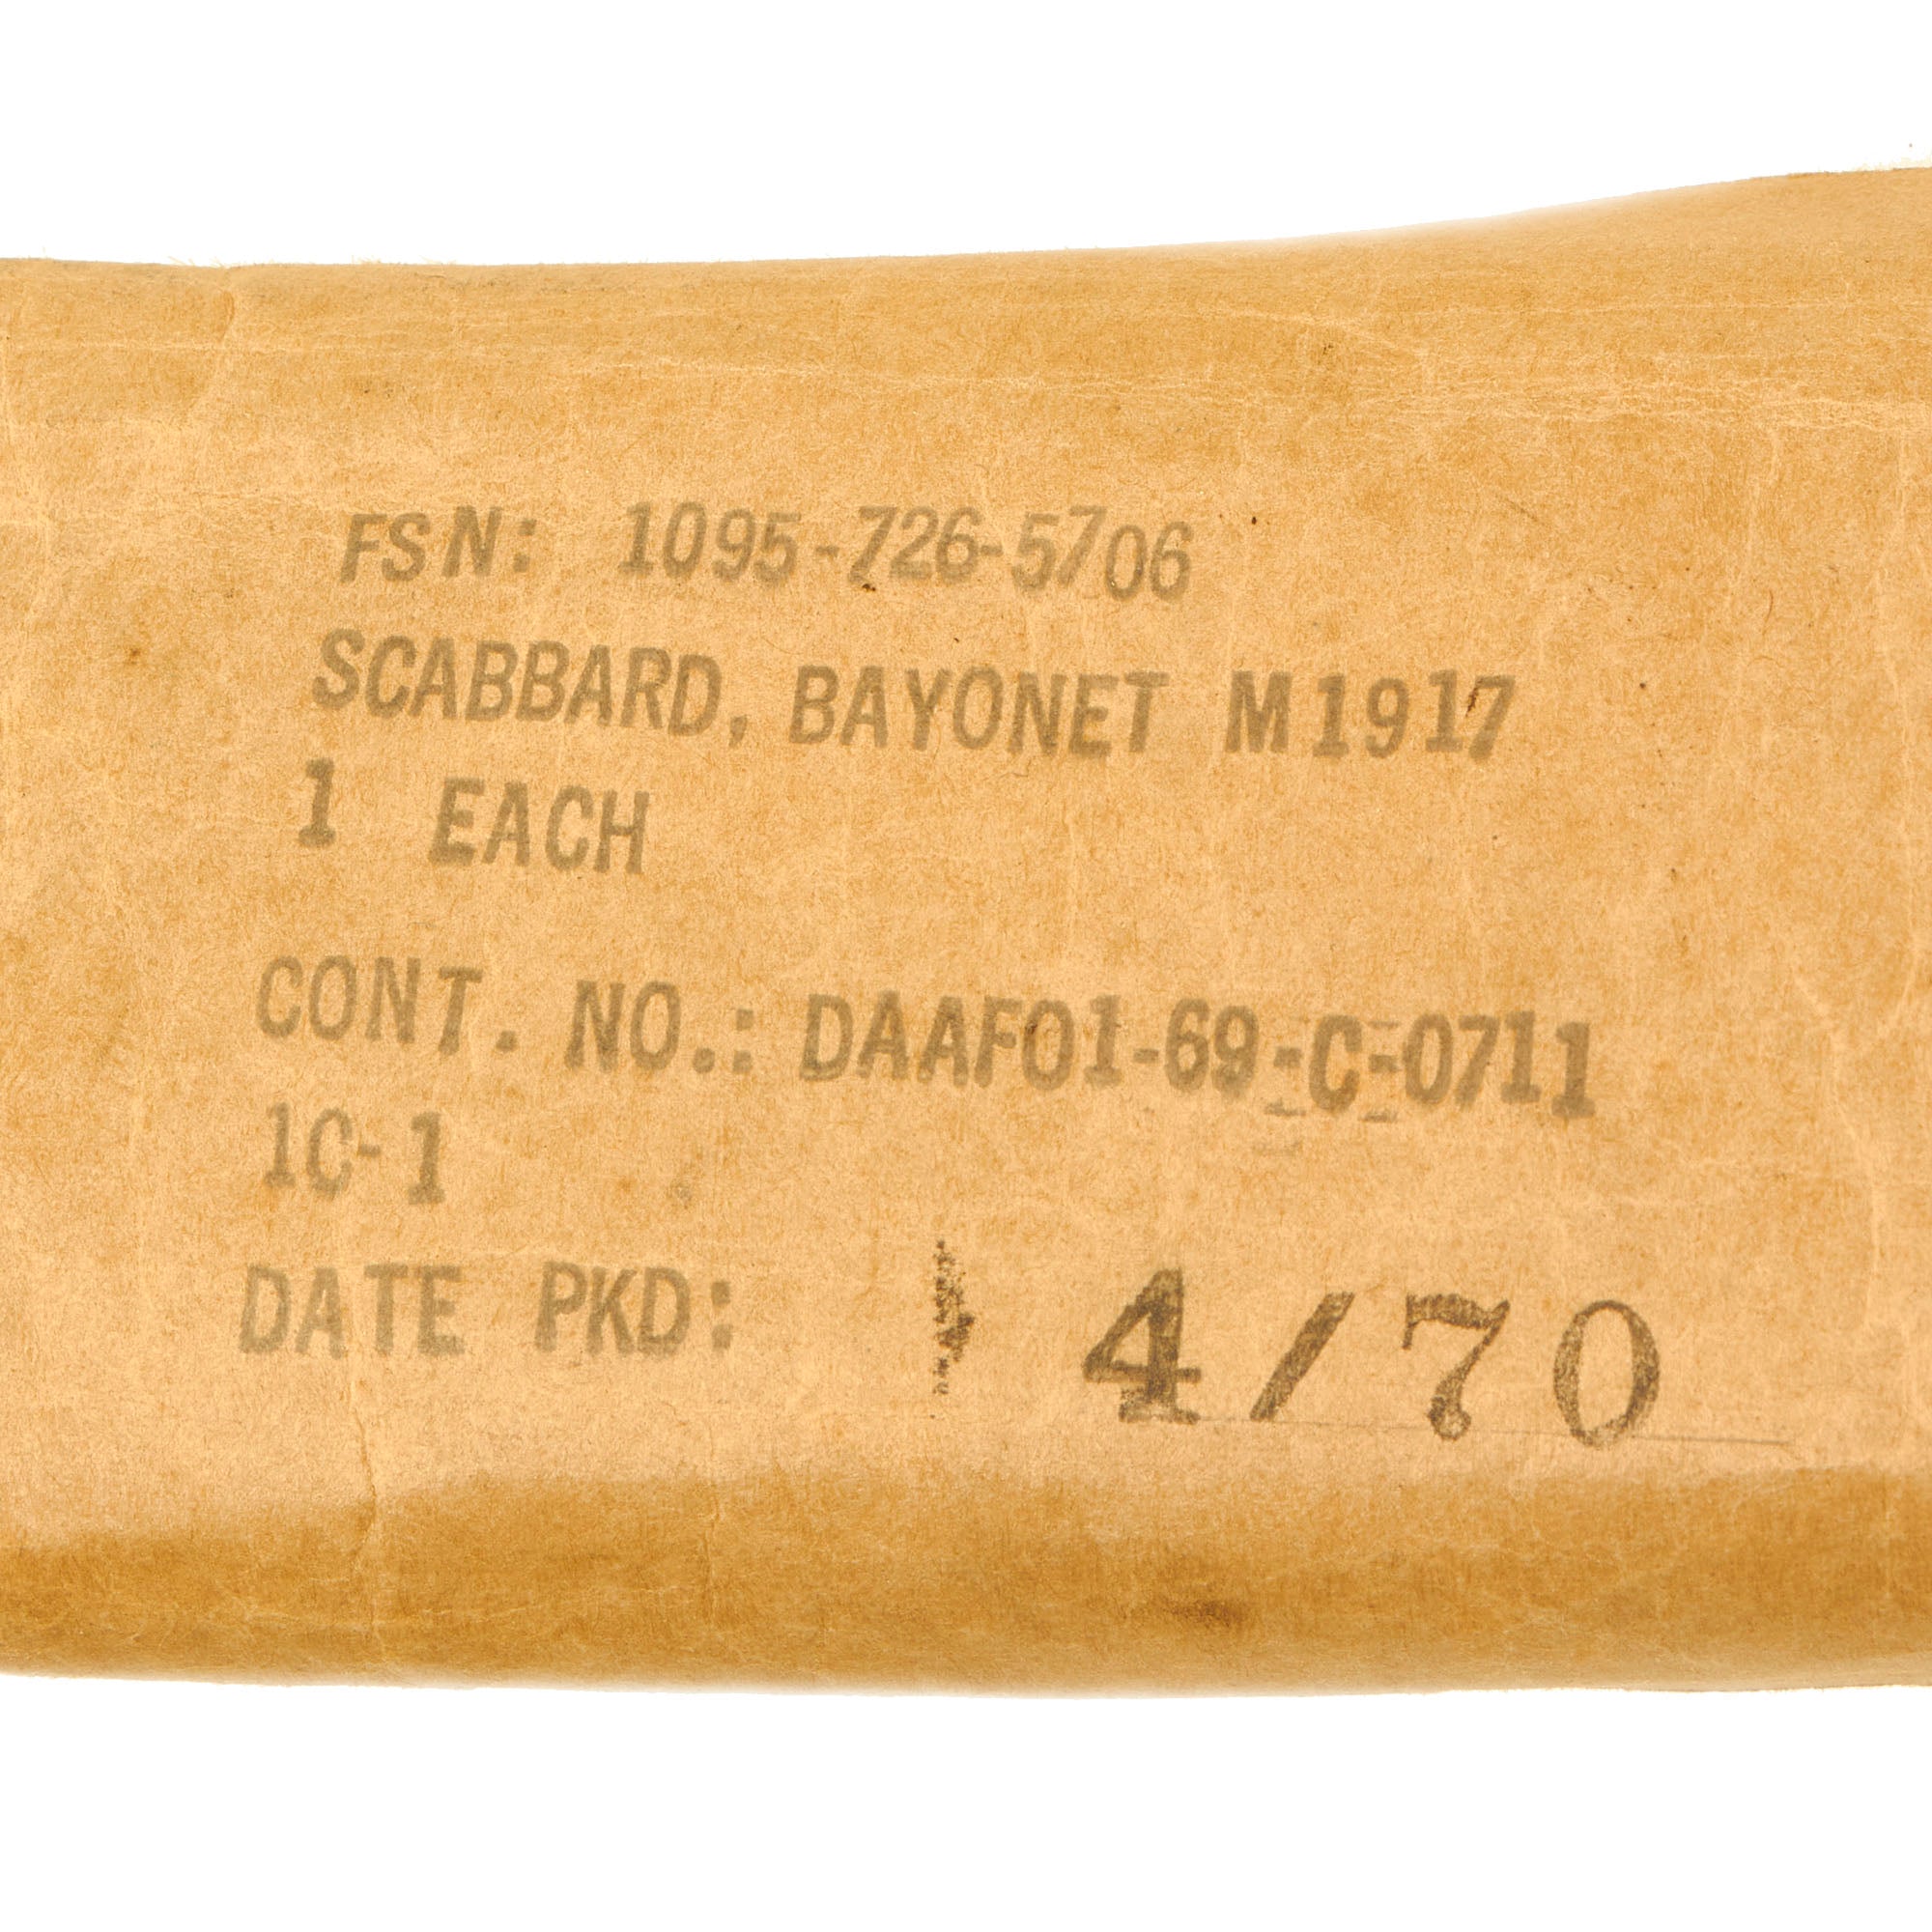 FSN: 1095-726-5706
SCABBARD, BAYONET M1917
1 EACH
CONT. NO.: DAAF01-69-C-0711
1C-1
DATE PKD: 4/70